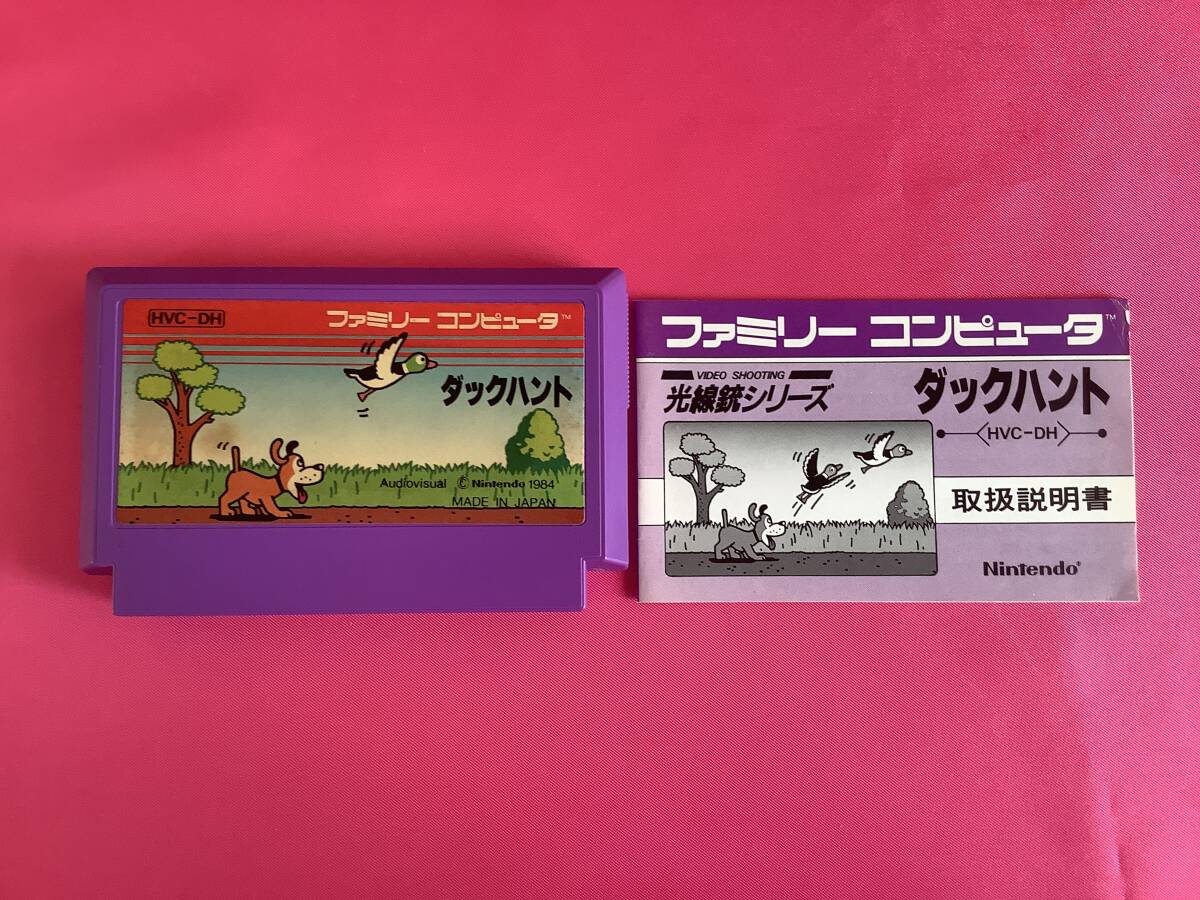 HVC-DH
ファミリー コンピュータ™
ダックハント
Audiovisual © Nintendo 1984
MADE IN JAPAN
ファミリー コンピュータ™
VIDEO SHOOTING
光線銃シリーズ
ダックハント
HVC-DH
取扱説明書
Nintendo®